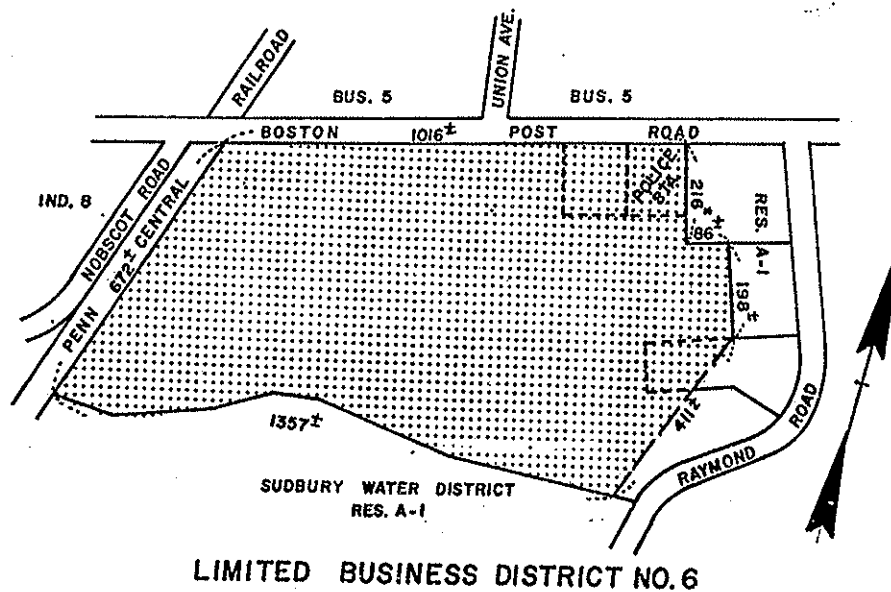 RAILROAD
UNION AVE.
BUS. 5
BUS. 5
BOSTON 1016± POST ROAD
IND. 8
NOBSCOT ROAD
PENN 672± CENTRAL
POLICE
STA.
216±
86±
RES. A-1
198±
411±
1357±
RAYMOND ROAD
SUDBURY WATER DISTRICT
RES. A-1
LIMITED BUSINESS DISTRICT NO. 6